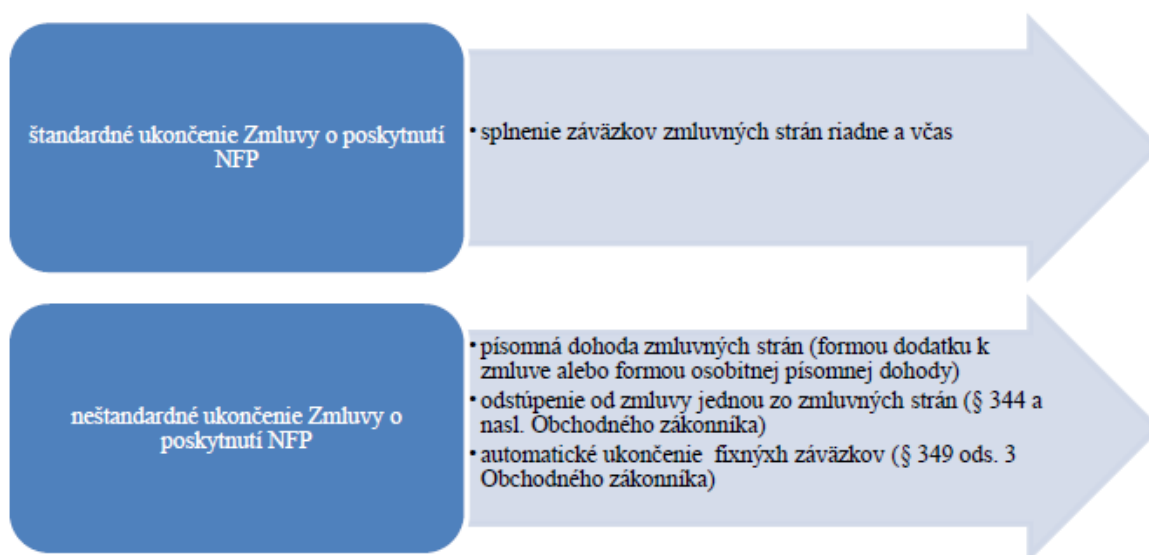 štandardné ukončenie Zmluvy o poskytnutí
NFP
• splnenie záväzkov zmluvných strán riadne a včas
neštandardné ukončenie Zmluvy o
poskytnutí NFP
• písomná dohoda zmluvných strán (formou dodatku k
zmluve alebo formou osobitnej písomnej dohody)
• odstúpenie od zmluvy jednou zo zmluvných strán (§ 344 a
nasl. Obchodného zákonníka)
• automatické ukončenie fixnýxh záväzkov (§ 349 ods. 3
Obchodného zákonníka)